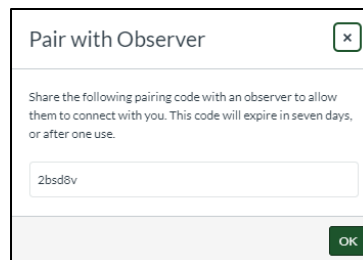 Pair with Observer
×
Share the following pairing code with an observer to allow
them to connect with you. This code will expire in seven days,
or after one use.
2bsd8v
OK